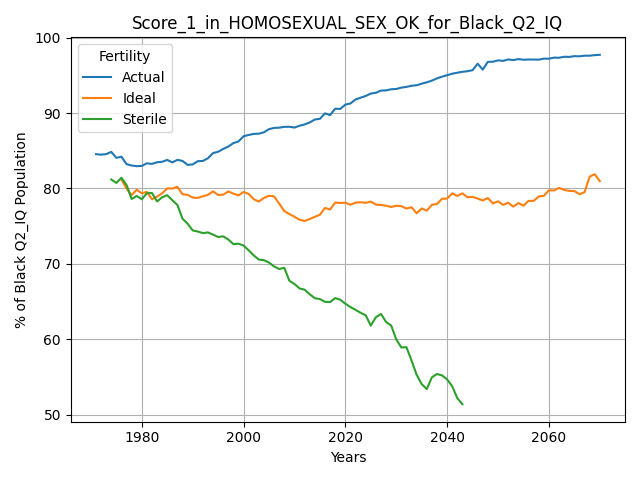 Score_1_in_HOMOSEXUAL_SEX_OK_for_Black_Q2_IQ
% of Black Q2_IQ Population
100
90
80
70
60
50
Fertility
Actual
Ideal
Sterile
1980
2000
2020
2040
2060
Years